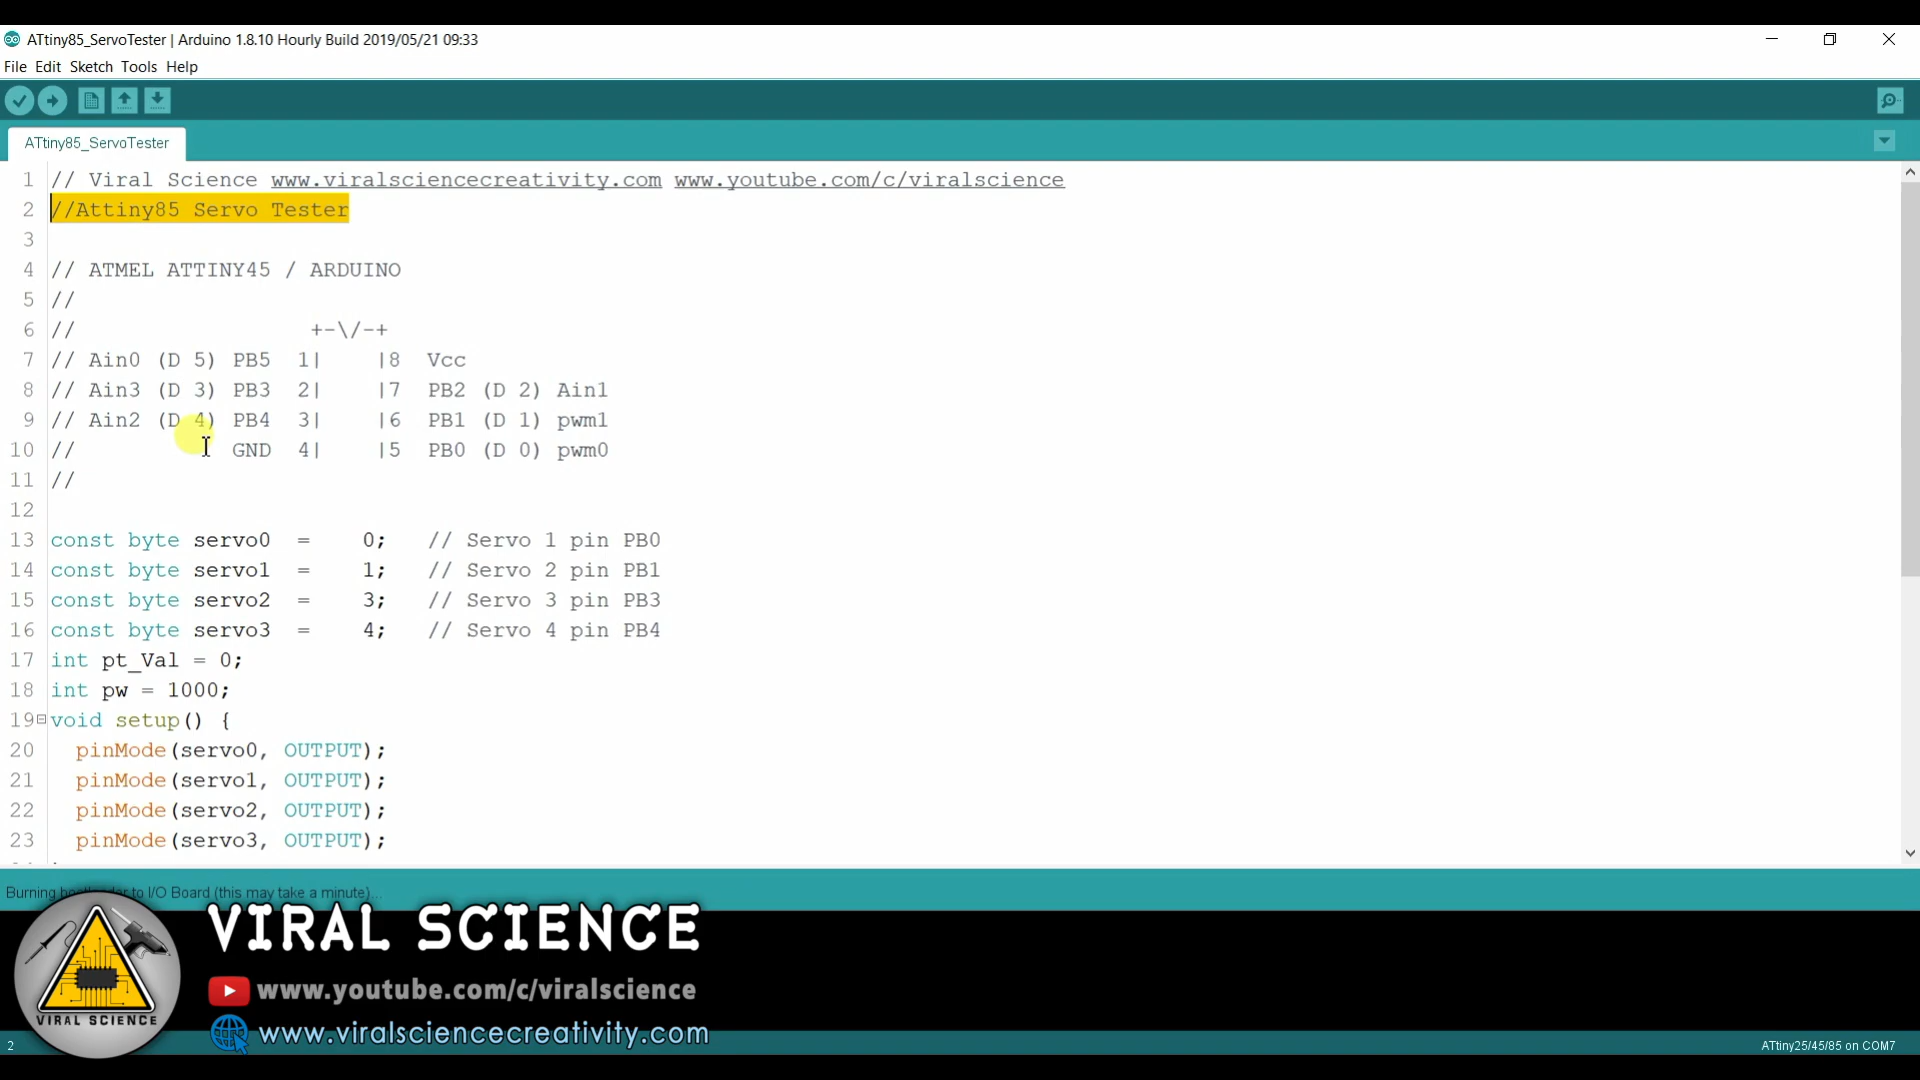 ATtiny85_ServoTester | Arduino 1.8.10 Hourly Build 2019/05/21 09:33
File Edit Sketch Tools Help
ATtiny85_ServoTester
1 // Viral Science www.viralsciencecreativity.com www.youtube.com/c/viralscience
2 //Attiny85 Servo Tester
3
4 // ATMEL ATTINY45 / ARDUINO
5 //
6 //                  +-\/-+
7 // Ain0 (D 5) PB5  1|    |8  Vcc
8 // Ain3 (D 3) PB3  2|    |7  PB2 (D 2) Ain1
9 // Ain2 (D 4) PB4  3|    |6  PB1 (D 1) pwm1
10 //            GND  4|    |5  PB0 (D 0) pwm0
11 //
12
13 const byte servo0  =    0;   // Servo 1 pin PB0
14 const byte servo1  =    1;   // Servo 2 pin PB1
15 const byte servo2  =    3;   // Servo 3 pin PB3
16 const byte servo3  =    4;   // Servo 4 pin PB4
17 int pt_Val = 0;
18 int pw = 1000;
19 void setup() {
20   pinMode(servo0, OUTPUT);
21   pinMode(servo1, OUTPUT);
22   pinMode(servo2, OUTPUT);
23   pinMode(servo3, OUTPUT);
Burning to I/O Board (this may take a minute)...
VIRAL SCIENCE
www.youtube.com/c/viralscience
www.viralsciencecreativity.com
VIRAL SCIENCE
2
ATtiny25/45/85 on COM7